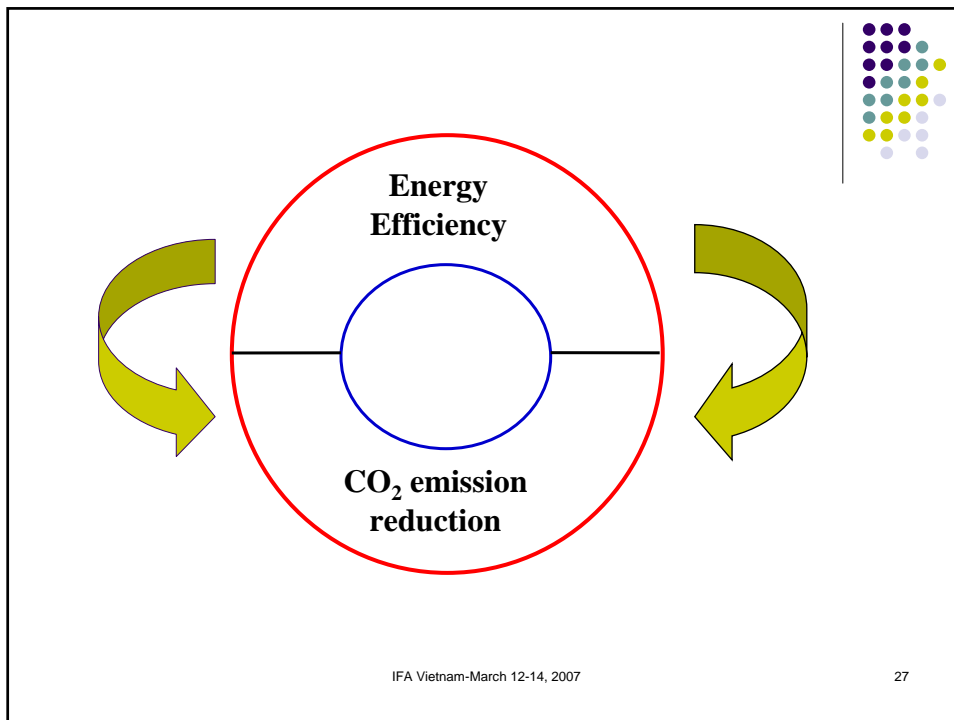 Energy
Efficiency
CO₂ emission
reduction
IFA Vietnam-March 12-14, 2007
27